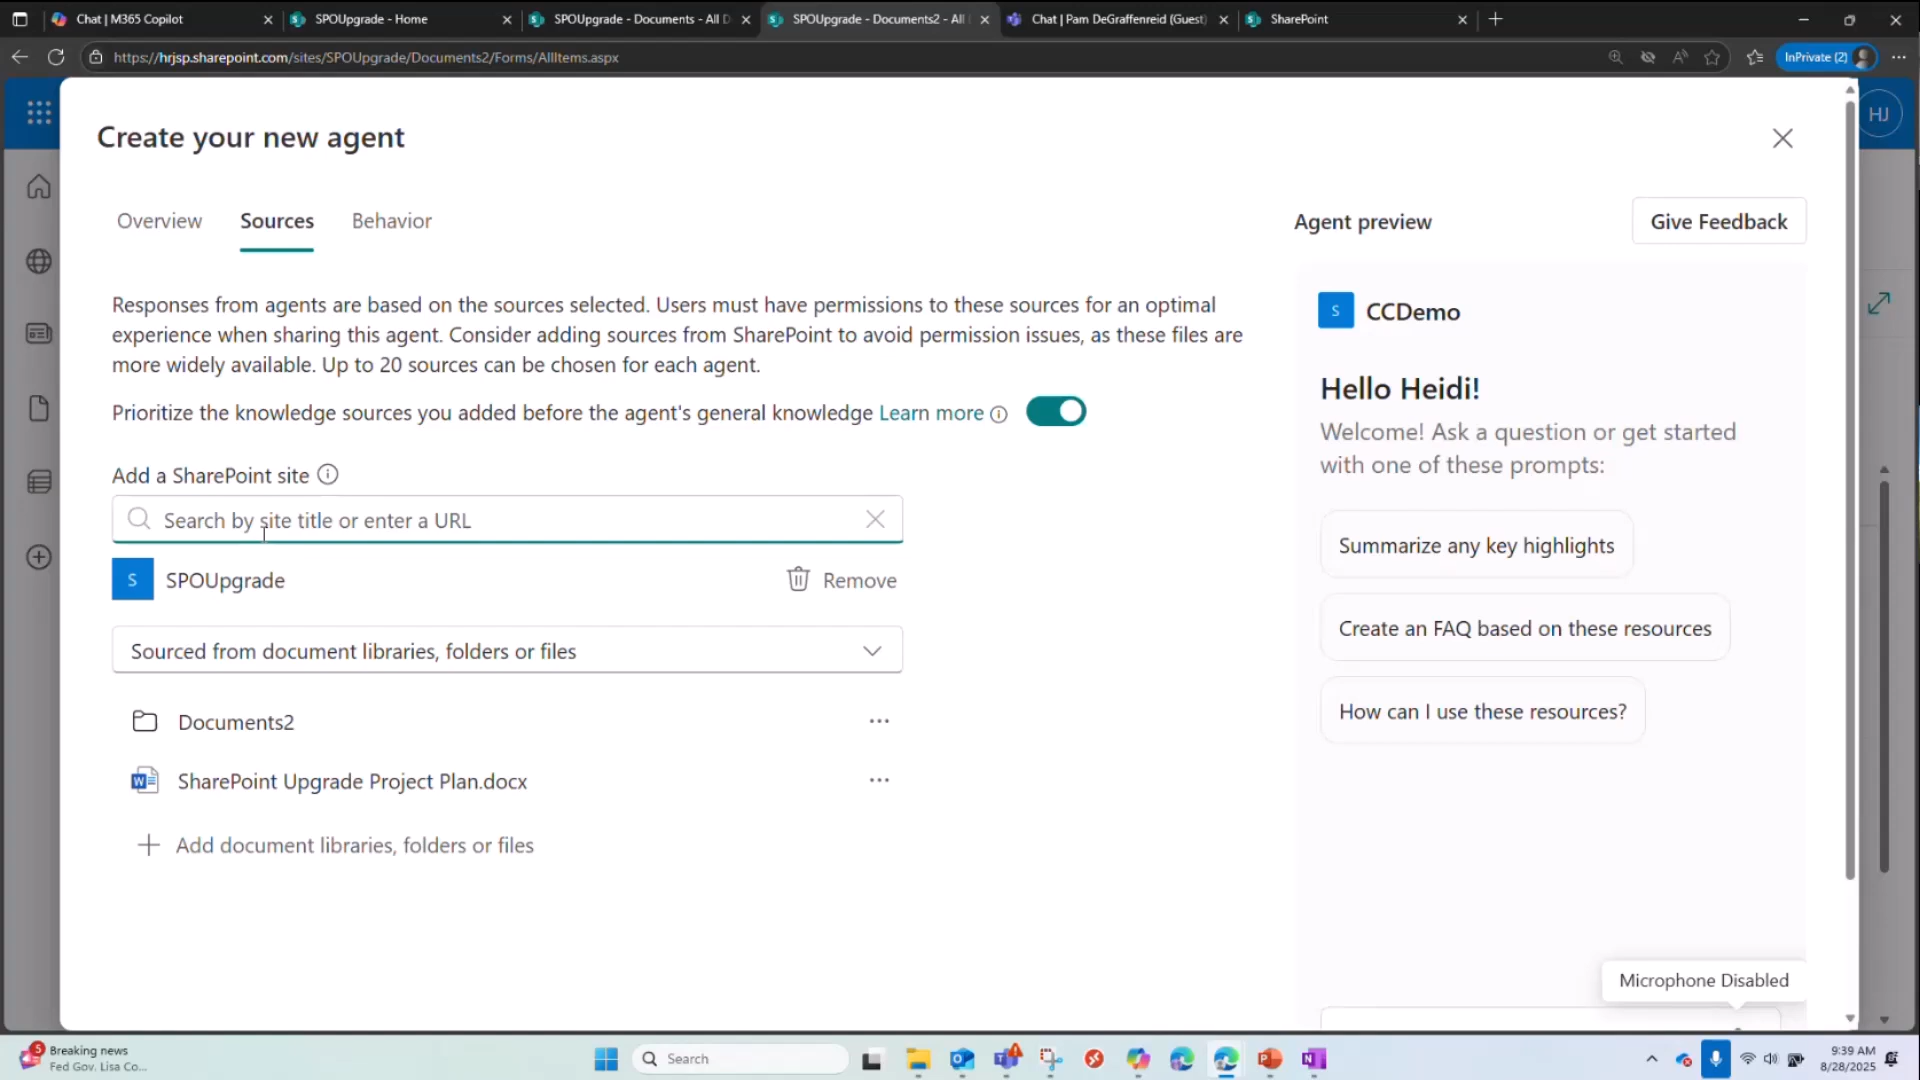 Chat | M365 Copilot
SPOUpgrade - Home
SPOUpgrade - Documents - All D
SPOUpgrade - Documents2 - All
Chat | Pam DeGraffenreid (Guest)
SharePoint
https://hrjsp.sharepoint.com/sites/SPOUpgrade/Documents2/Forms/AllItems.aspx
InPrivate (2)
HJ
Create your new agent
Overview
Sources
Behavior
Agent preview
Give Feedback
Responses from agents are based on the sources selected. Users must have permissions to these sources for an optimal
experience when sharing this agent. Consider adding sources from SharePoint to avoid permission issues, as these files are
more widely available. Up to 20 sources can be chosen for each agent.
Prioritize the knowledge sources you added before the agent's general knowledge Learn more
Add a SharePoint site
Search by site title or enter a URL
S
SPOUpgrade
Remove
Sourced from document libraries, folders or files
Documents2
SharePoint Upgrade Project Plan.docx
Add document libraries, folders or files
S
CCDemo
Hello Heidi!
Welcome! Ask a question or get started
with one of these prompts:
Summarize any key highlights
Create an FAQ based on these resources
How can I use these resources?
Microphone Disabled
5
Breaking news
Fed Gov. Lisa Co...
Search
9:39 AM
8/28/2025